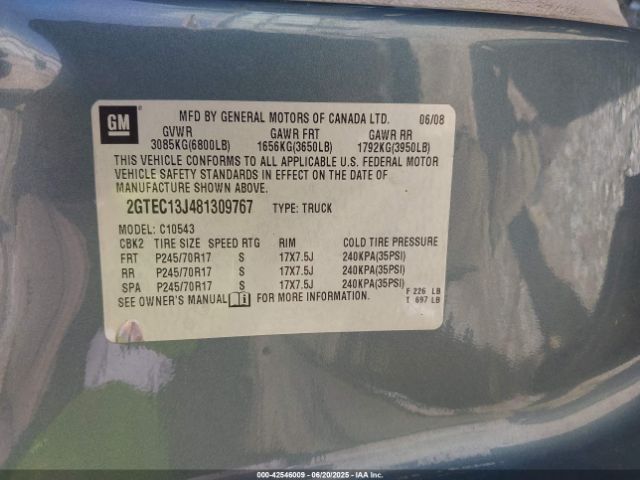 GM
MFD BY GENERAL MOTORS OF CANADA LTD. 06/08
GVWR GAWR FRT GAWR RR
3085KG(6800LB) 1656KG(3650LB) 1792KG(3950LB)
THIS VEHICLE CONFORMS TO ALL APPLICABLE U.S. FEDERAL MOTOR
VEHICLE SAFETY STANDARDS IN EFFECT ON THE DATE OF
MANUFACTURE SHOWN ABOVE.
2GTEC13J481309767 TYPE: TRUCK
MODEL: C10543
CBK2 TIRE SIZE SPEED RTG RIM COLD TIRE PRESSURE
FRT P245/70R17 S 17X7.5J 240KPA(35PSI)
RR P245/70R17 S 17X7.5J 240KPA(35PSI)
SPA P245/70R17 S 17X7.5J 240KPA(35PSI)
SEE OWNER'S MANUAL FOR MORE INFORMATION.
F 226 LB
T 697 LB
000-42546009 - 06/20/2025 - IAAI.com